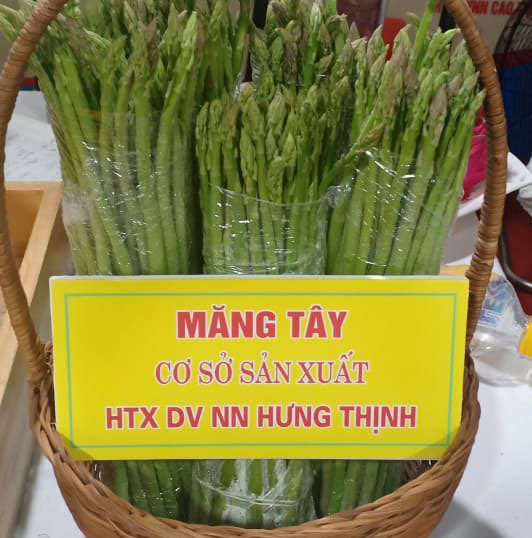 MĂNG TÂY
CƠ SỞ SẢN XUẤT
HTX DV NN HƯNG THỊNH